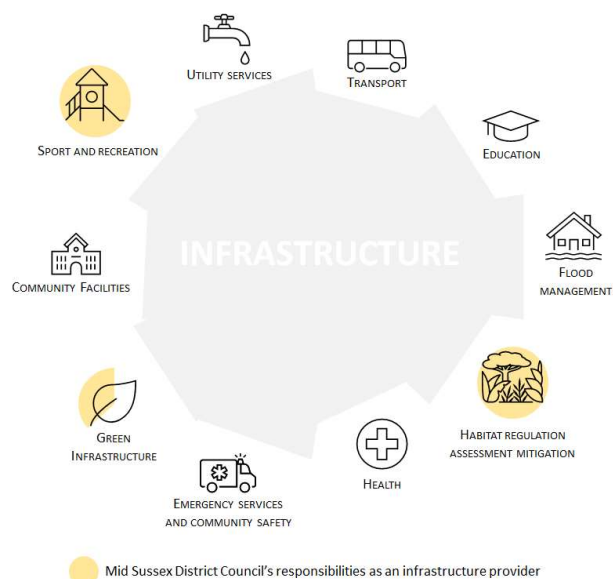 UTILITY SERVICES
TRANSPORT
SPORT AND RECREATION
EDUCATION
INFRASTRUCTURE
COMMUNITY FACILITIES
FLOOD
MANAGEMENT
GREEN
INFRASTRUCTURE
HABITAT REGULATION
ASSESSMENT MITIGATION
HEALTH
EMERGENCY SERVICES
AND COMMUNITY SAFETY
Mid Sussex District Council's responsibilities as an infrastructure provider